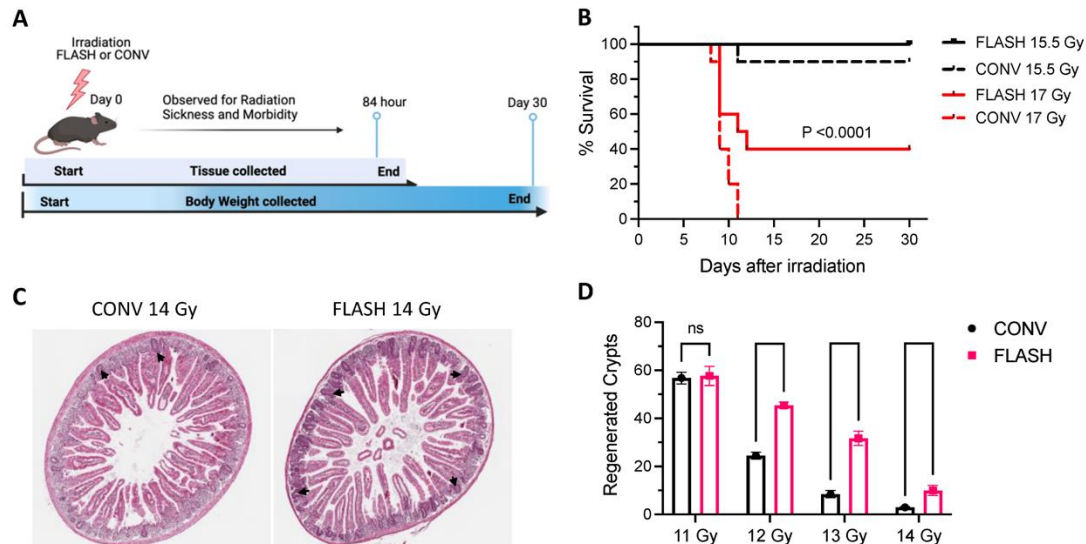 A
Irradiation
FLASH or CONV
Day 0
Observed for Radiation
Sickness and Morbidity
84 hour
Day 30
Start
Tissue collected
End
Start
Body Weight collected
End
B
% Survival
100
80
60
40
20
0
P <0.0001
0 5 10 15 20 25 30
Days after irradiation
FLASH 15.5 Gy
CONV 15.5 Gy
FLASH 17 Gy
CONV 17 Gy
C
CONV 14 Gy
FLASH 14 Gy
D
Regenerated Crypts
80
60
40
20
0
ns
11 Gy 12 Gy 13 Gy 14 Gy
CONV
FLASH